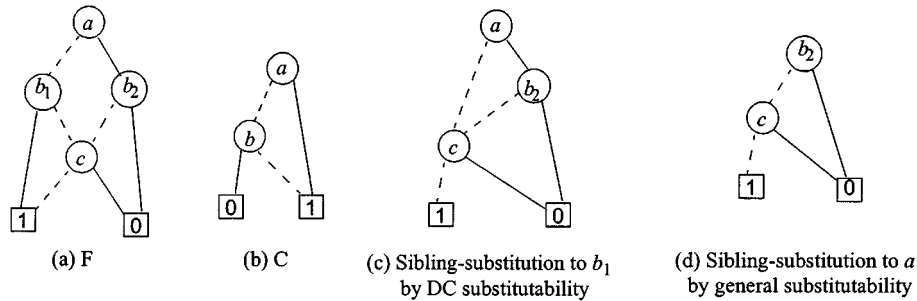 a
a
a
b2
b1
b2
b2
b
c
c
c
1
0
0
1
1
0
1
0
(a) F
(b) C
(c) Sibling-substitution to b1
by DC substitutability
(d) Sibling-substitution to a
by general substitutability